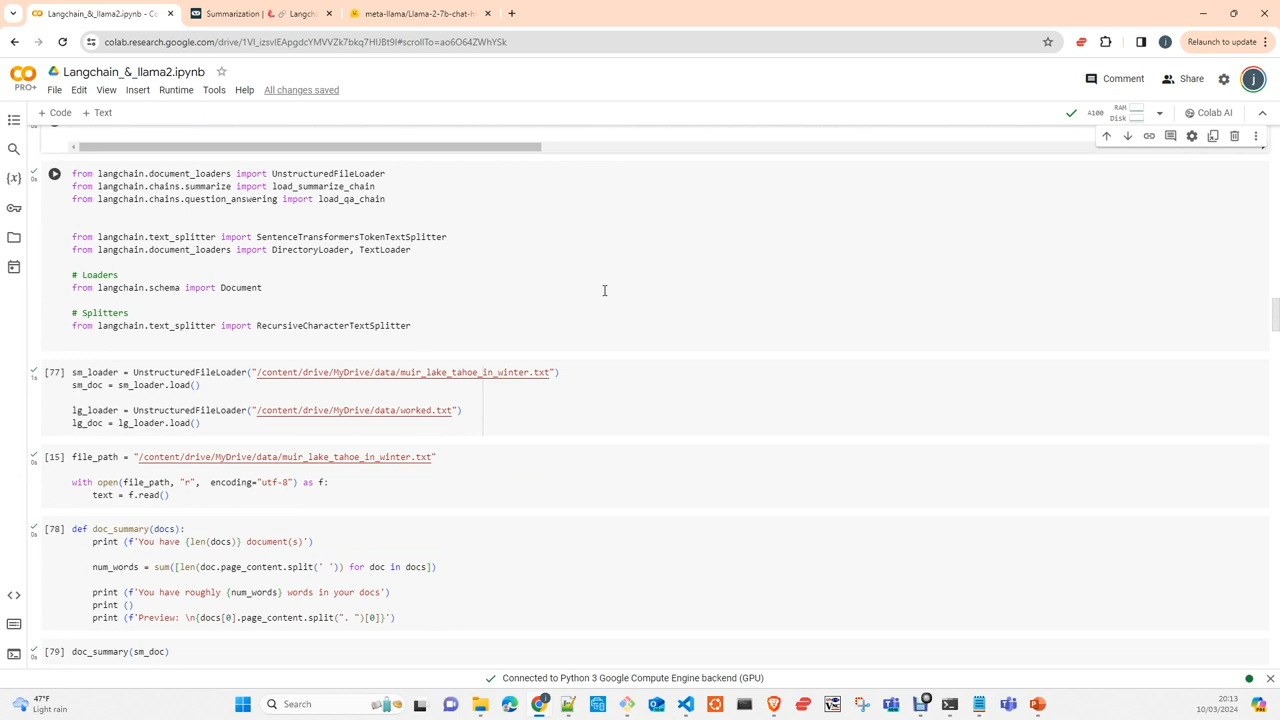 Langchain_&_llama2.ipynb - Co
Summarization | 🦜️🔗 Langch
meta-llama/Llama-2-7b-chat-h
colab.research.google.com/drive/1Vl_izsvIEApgdcYMVVZk7bkq7HIJBt9l#scrollTo=ao6O64ZWhYSk
Relaunch to update
PRO+
Langchain_&_llama2.ipynb
Comment
Share
j
File Edit View Insert Runtime Tools Help All changes saved
+ Code + Text
A100
RAM
Disk
Colab AI
0s
from langchain.document_loaders import UnstructuredFileLoader
from langchain.chains.summarize import load_summarize_chain
from langchain.chains.question_answering import load_qa_chain
from langchain.text_splitter import SentenceTransformersTokenTextSplitter
from langchain.document_loaders import DirectoryLoader, TextLoader
# Loaders
from langchain.schema import Document
# Splitters
from langchain.text_splitter import RecursiveCharacterTextSplitter
[77] sm_loader = UnstructuredFileLoader("/content/drive/MyDrive/data/muir_lake_tahoe_in_winter.txt")
1s
sm_doc = sm_loader.load()
lg_loader = UnstructuredFileLoader("/content/drive/MyDrive/data/worked.txt")
lg_doc = lg_loader.load()
[15] file_path = "/content/drive/MyDrive/data/muir_lake_tahoe_in_winter.txt"
0s
with open(file_path, "r", encoding="utf-8") as f:
text = f.read()
[78] def doc_summary(docs):
0s
print (f'You have {len(docs)} document(s)')
num_words = sum([len(doc.page_content.split(' ')) for doc in docs])
print (f'You have roughly {num_words} words in your docs')
print ()
print (f'Preview: \n{docs[0].page_content.split(". ")[0]}')
[79] doc_summary(sm_doc)
0s
Connected to Python 3 Google Compute Engine backend (GPU)
47°F
Light rain
Search
20:13
10/03/2024